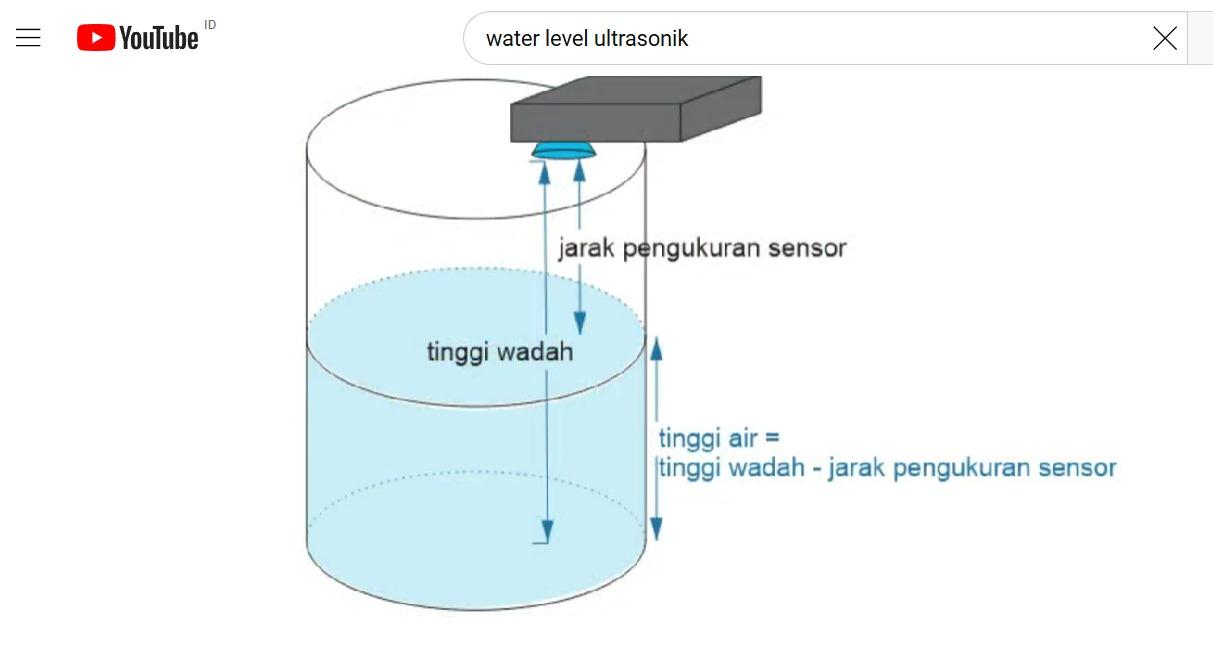 YouTube ID
water level ultrasonik
jarak pengukuran sensor
tinggi wadah
tinggi air =
tinggi wadah - jarak pengukuran sensor